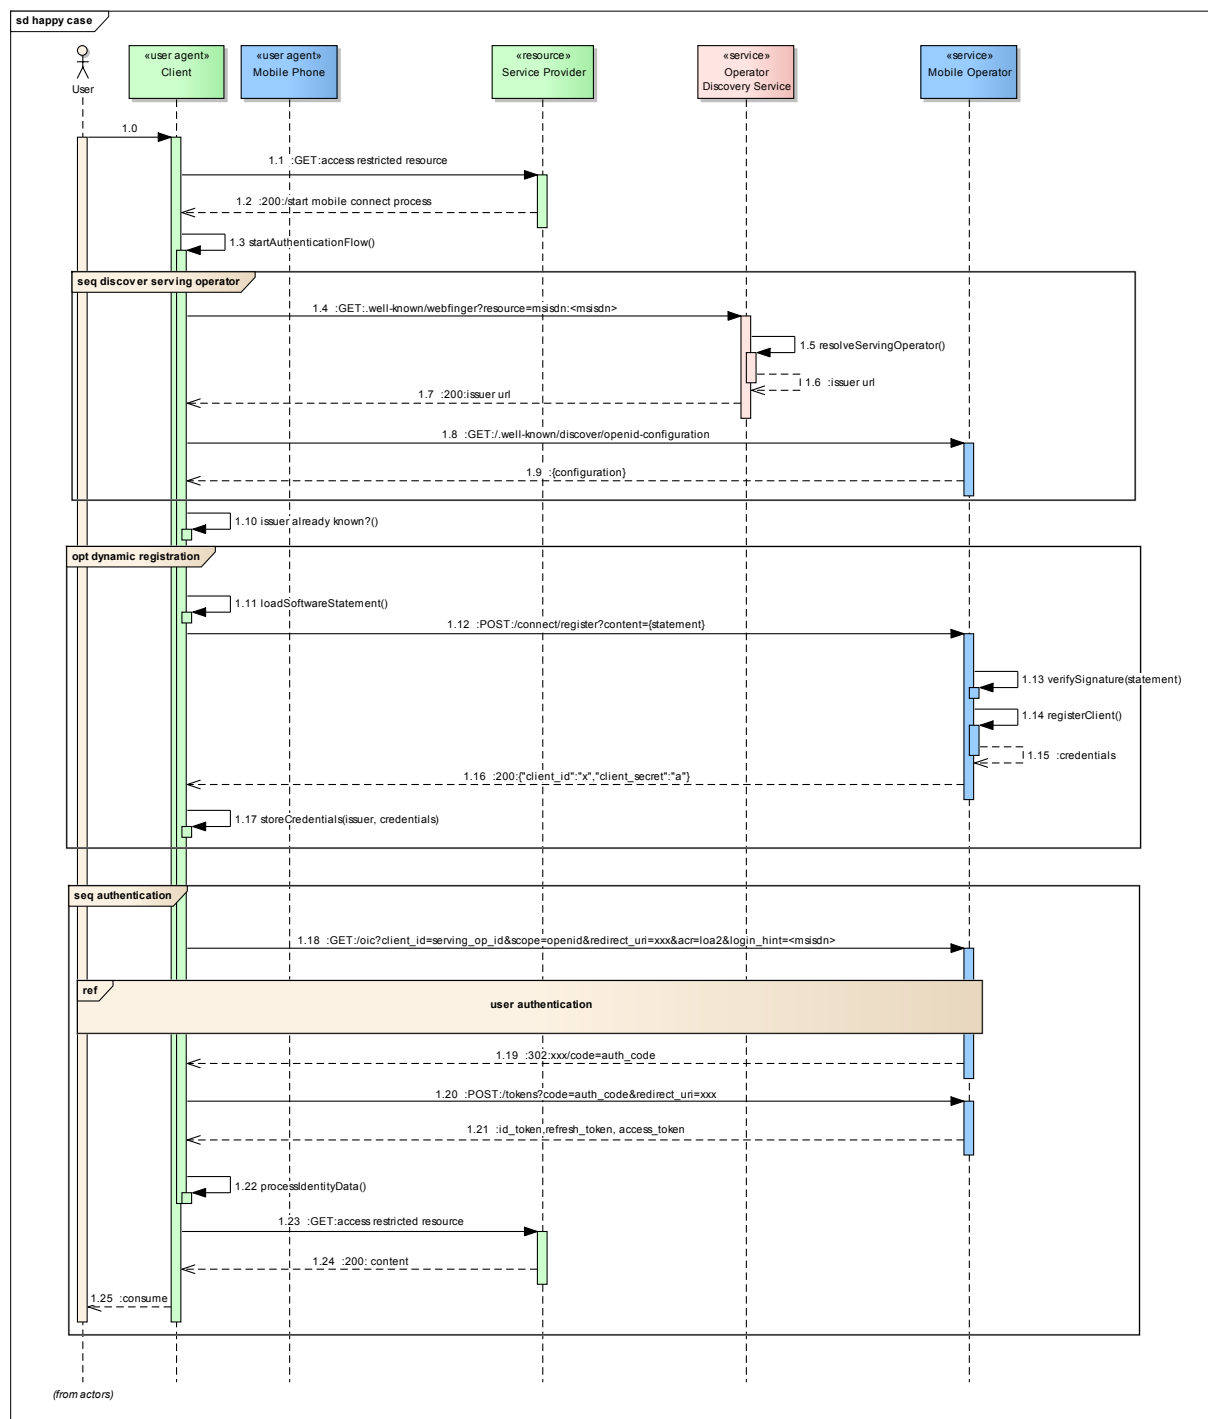 sd happy case
User
«user agent»
Client
«user agent»
Mobile Phone
«resource»
Service Provider
«service»
Operator
Discovery Service
«service»
Mobile Operator
1.0
1.1 :GET:access restricted resource
1.2 :200:/start mobile connect process
1.3 startAuthenticationFlow()
seq discover serving operator
1.4 :GET:.well-known/webfinger?resource=msisdn:<msisdn>
1.5 resolveServingOperator()
1.6 :issuer url
1.7 :200:issuer url
1.8 :GET:/.well-known/discover/openid-configuration
1.9 :{configuration}
1.10 issuer already known?()
opt dynamic registration
1.11 loadSoftwareStatement()
1.12 :POST:/connect/register?content={statement}
1.13 verifySignature(statement)
1.14 registerClient()
1.15 :credentials
1.16 :200:{"client_id":"x","client_secret":"a"}
1.17 storeCredentials(issuer, credentials)
seq authentication
1.18 :GET:/oic?client_id=serving_op_id&scope=openid&redirect_uri=xxx&acr=loa2&login_hint=<msisdn>
ref
user authentication
1.19 :302:xxx/code=auth_code
1.20 :POST:/tokens?code=auth_code&redirect_uri=xxx
1.21 :id_token,refresh_token, access_token
1.22 processIdentityData()
1.23 :GET:access restricted resource
1.24 :200: content
1.25 :consume
(from actors)